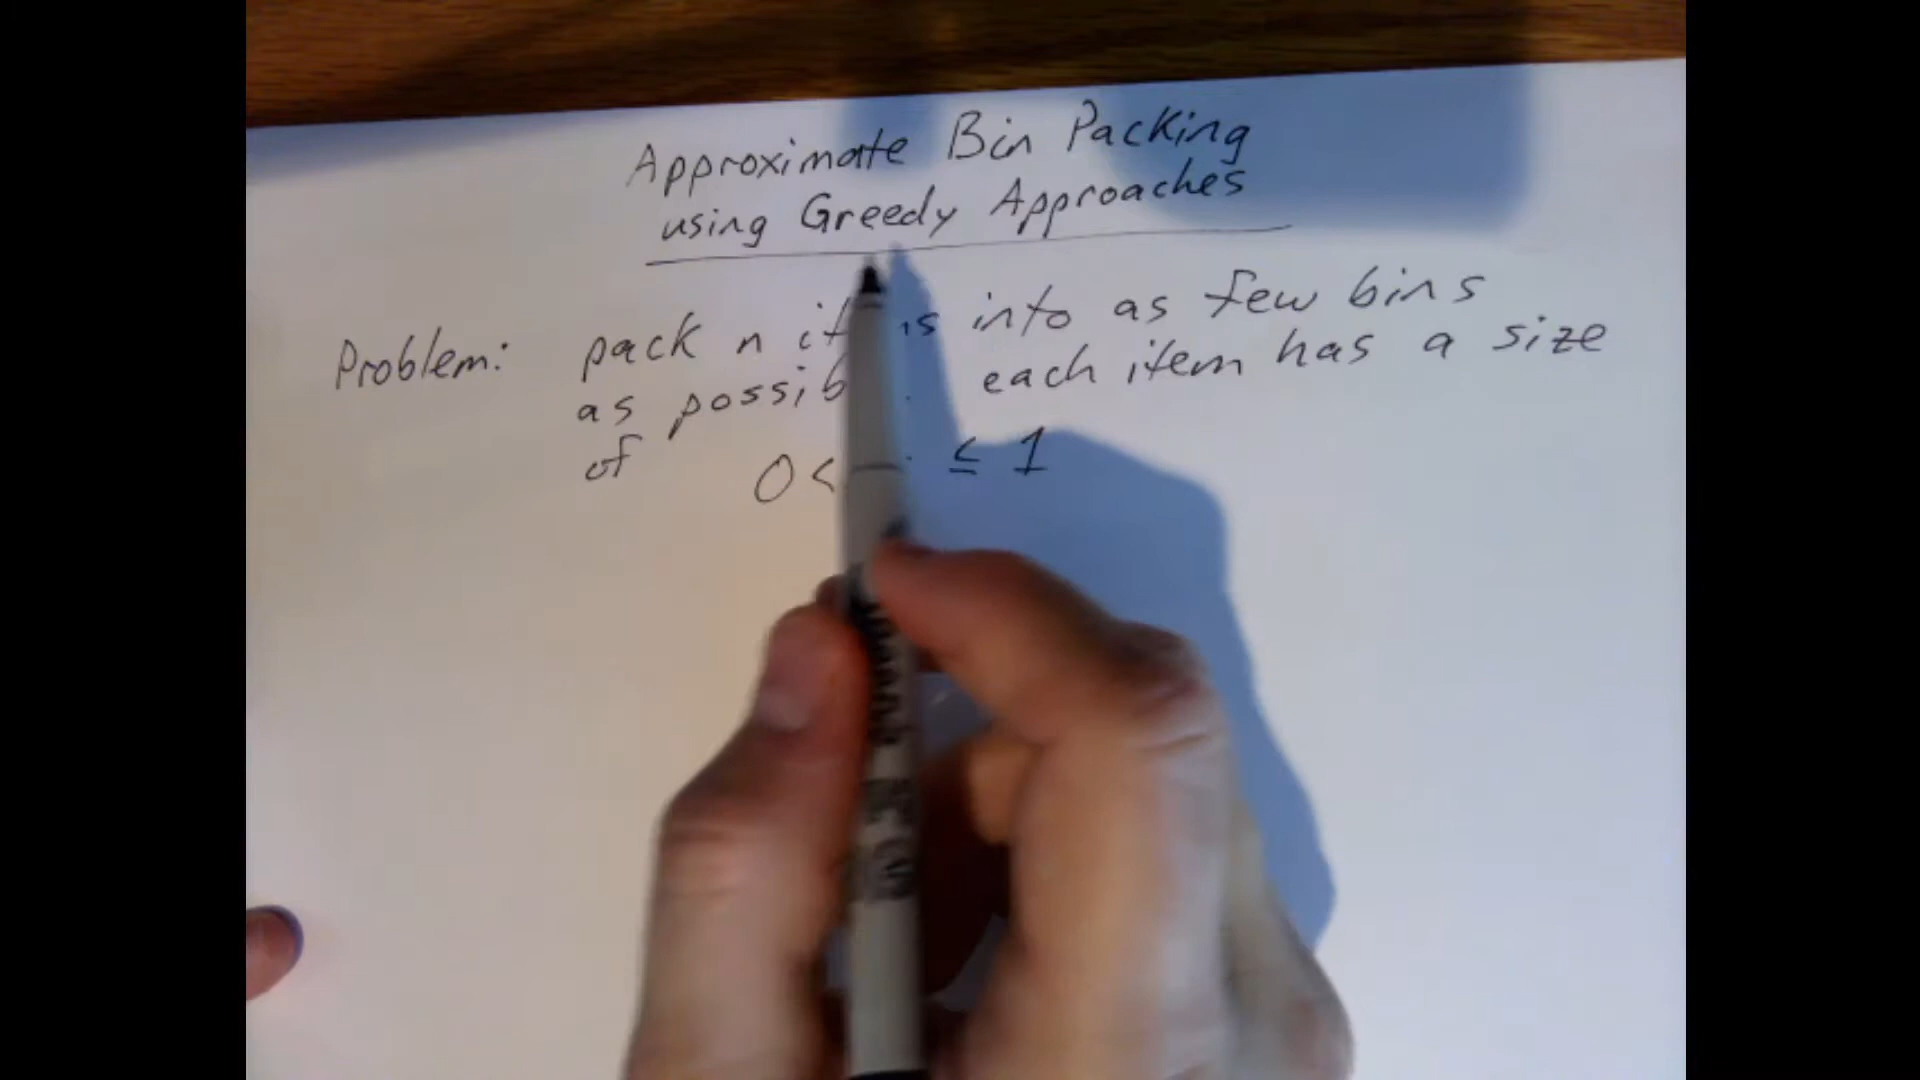 Approximate Bin Packing
using Greedy Approaches
Problem: pack n into as few bins
as each item has a size
of 0 < ≤ 1